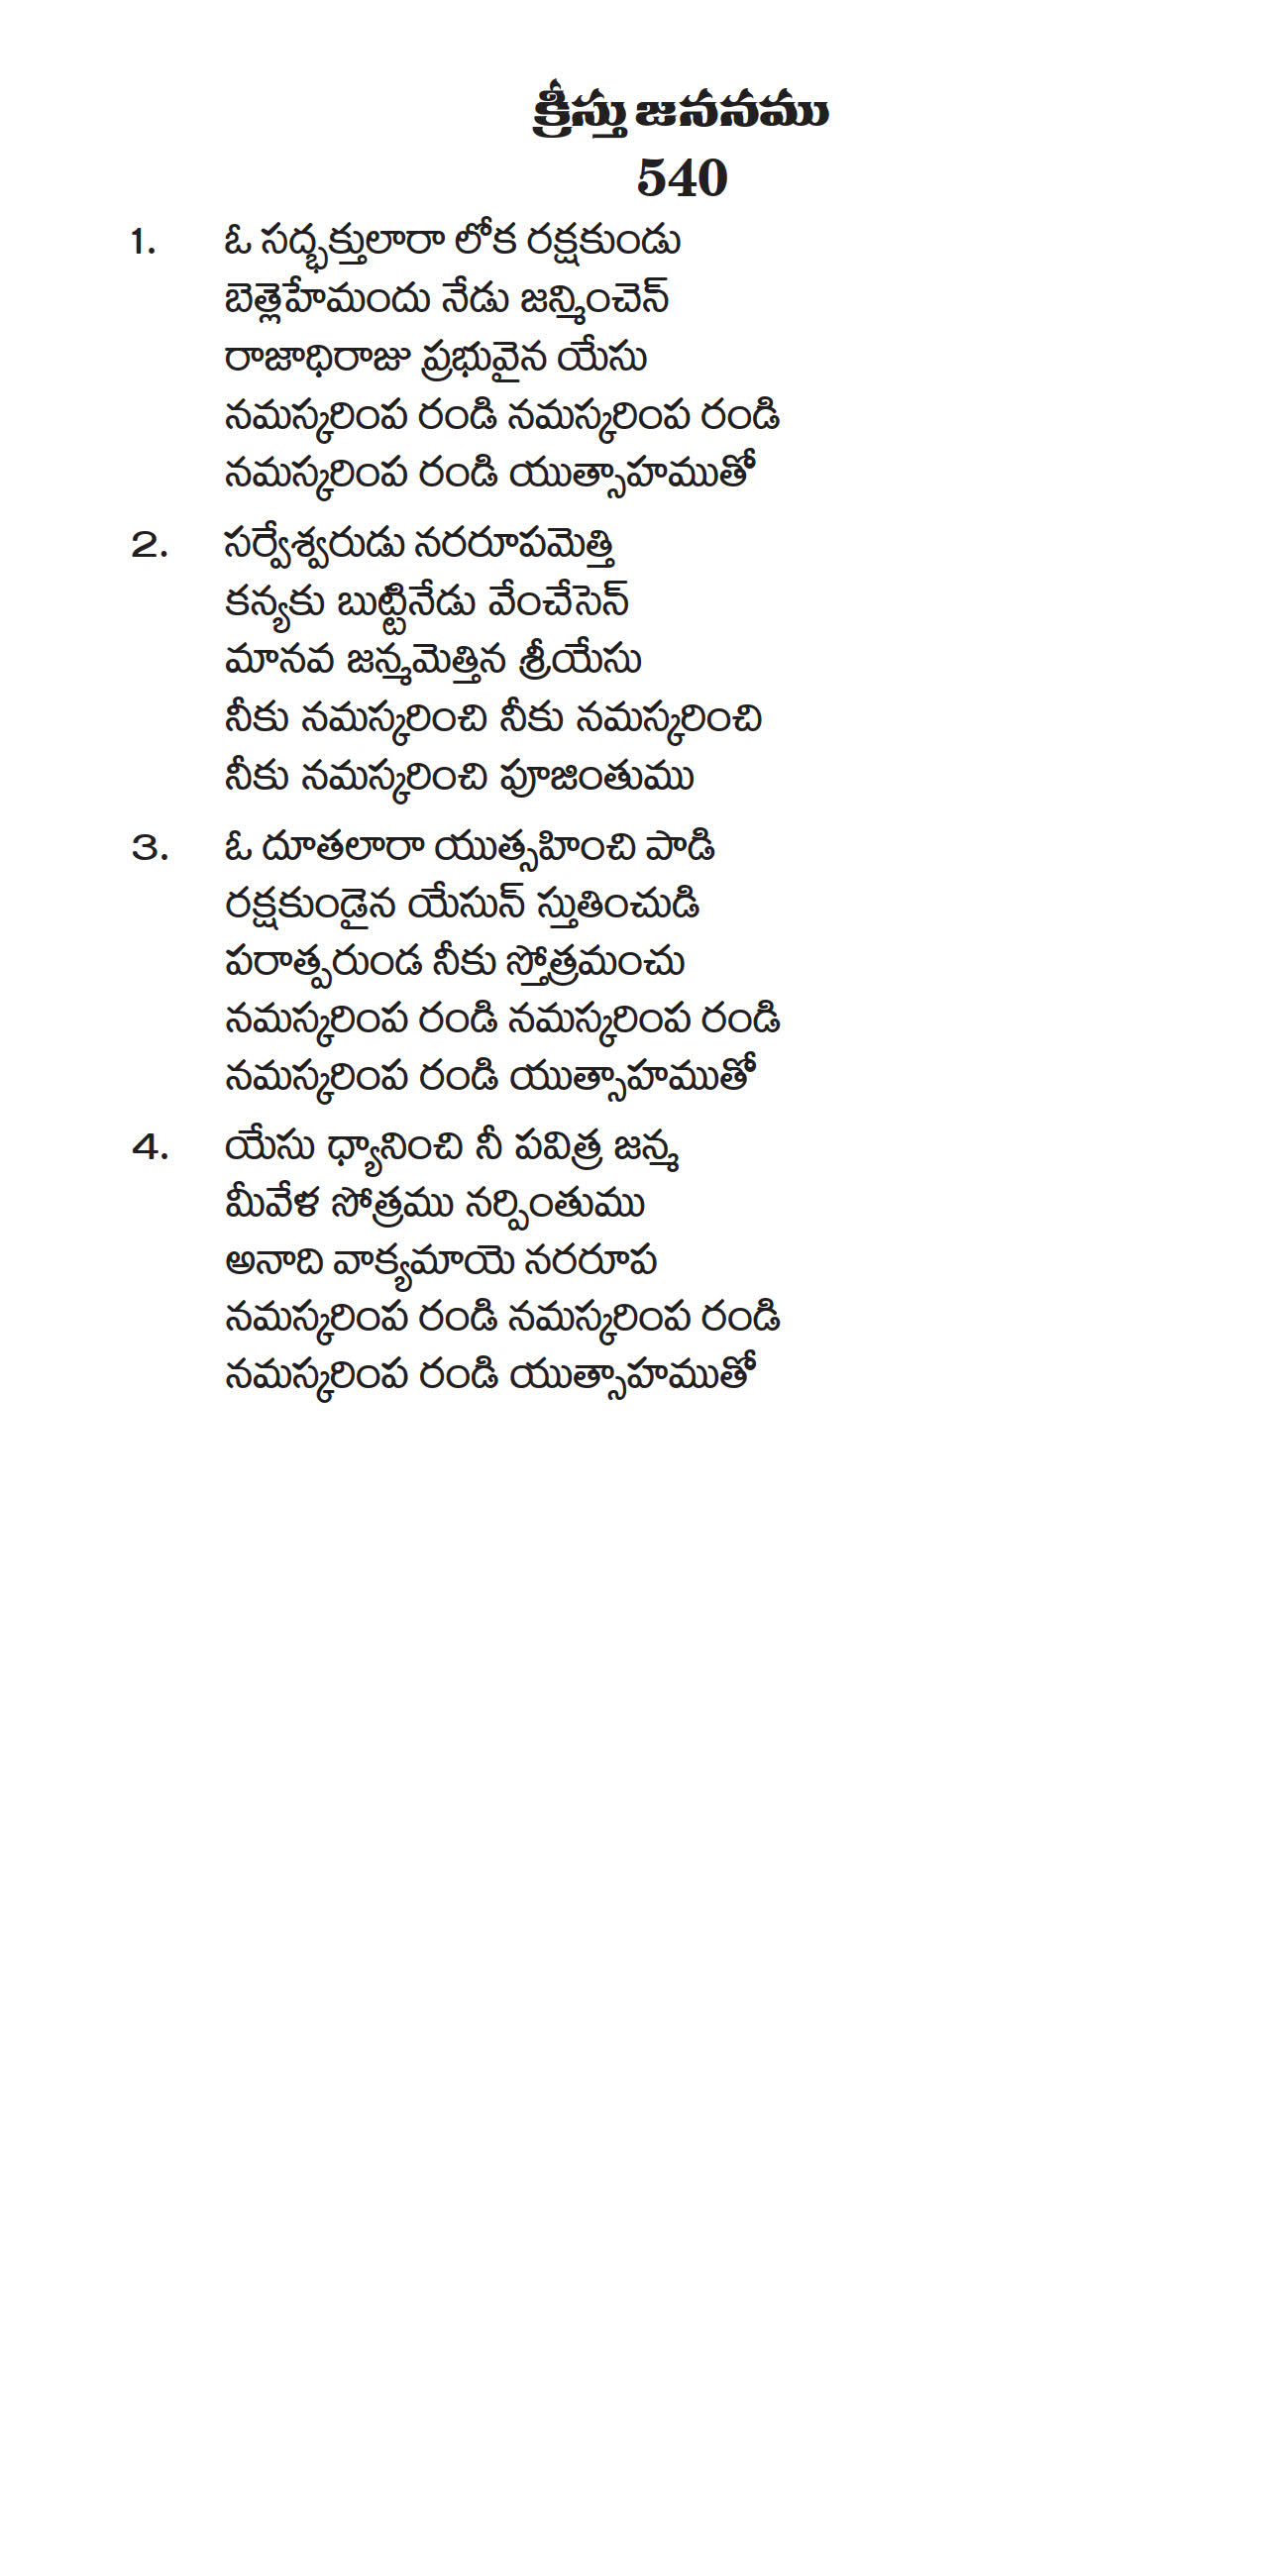 క్రీస్తు జననము
540
1. ఓ సద్భక్తులారా లోక రక్షకుండు
బెత్లెహేమందు నేడు జన్మించెన్
రాజాధిరాజు ప్రభువైన యేసు
నమస్కరింప రండి నమస్కరింప రండి
నమస్కరింప రండి యుత్సాహముతో
2. సర్వేశ్వరుడు నరరూపమెత్తి
కన్యకు బుట్టినేడు వేంచేసెన్
మానవ జన్మమెత్తిన శ్రీయేసు
నీకు నమస్కరించి నీకు నమస్కరించి
నీకు నమస్కరించి పూజింతుము
3. ఓ దూతలారా యుత్సహించి పాడి
రక్షకుండైన యేసున్ స్తుతించుడి
పరాత్పరుండ నీకు స్తోత్రమంచు
నమస్కరింప రండి నమస్కరింప రండి
నమస్కరింప రండి యుత్సాహముతో
4. యేసు ధ్యానించి నీ పవిత్ర జన్మ
మీవేళ సోత్రము నర్పింతుము
అనాది వాక్యమాయె నరరూప
నమస్కరింప రండి నమస్కరింప రండి
నమస్కరింప రండి యుత్సాహముతో